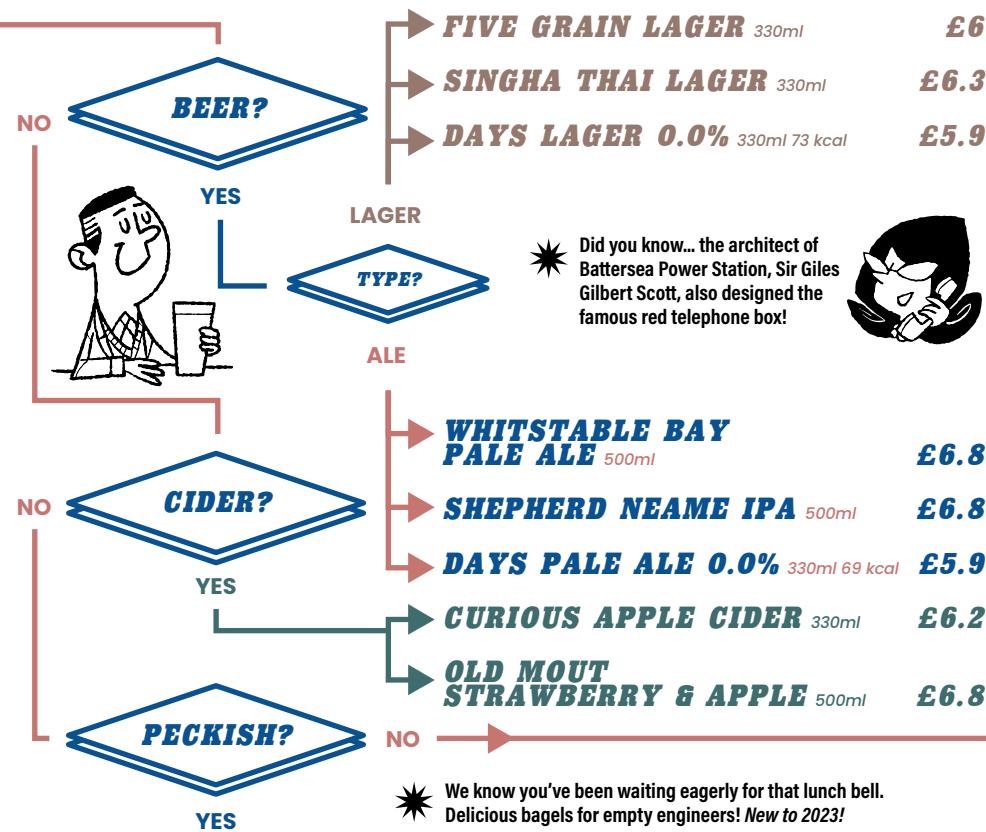 FIVE GRAIN LAGER 330ml £6
SINGHA THAI LAGER 330ml £6.3
BEER?
NO
DAYS LAGER 0.0% 330ml 73 kcal £5.9
YES
LAGER
TYPE?
Did you know... the architect of
Battersea Power Station, Sir Giles
Gilbert Scott, also designed the
famous red telephone box!
ALE
WHITSTABLE BAY
PALE ALE 500ml £6.8
CIDER?
NO
SHEPHERD NEAME IPA 500ml £6.8
DAYS PALE ALE 0.0% 330ml 69 kcal £5.9
YES
CURIOUS APPLE CIDER 330ml £6.2
OLD MOUT
STRAWBERRY & APPLE 500ml £6.8
PECKISH?
NO
We know you’ve been waiting eagerly for that lunch bell.
Delicious bagels for empty engineers! New to 2023!
YES